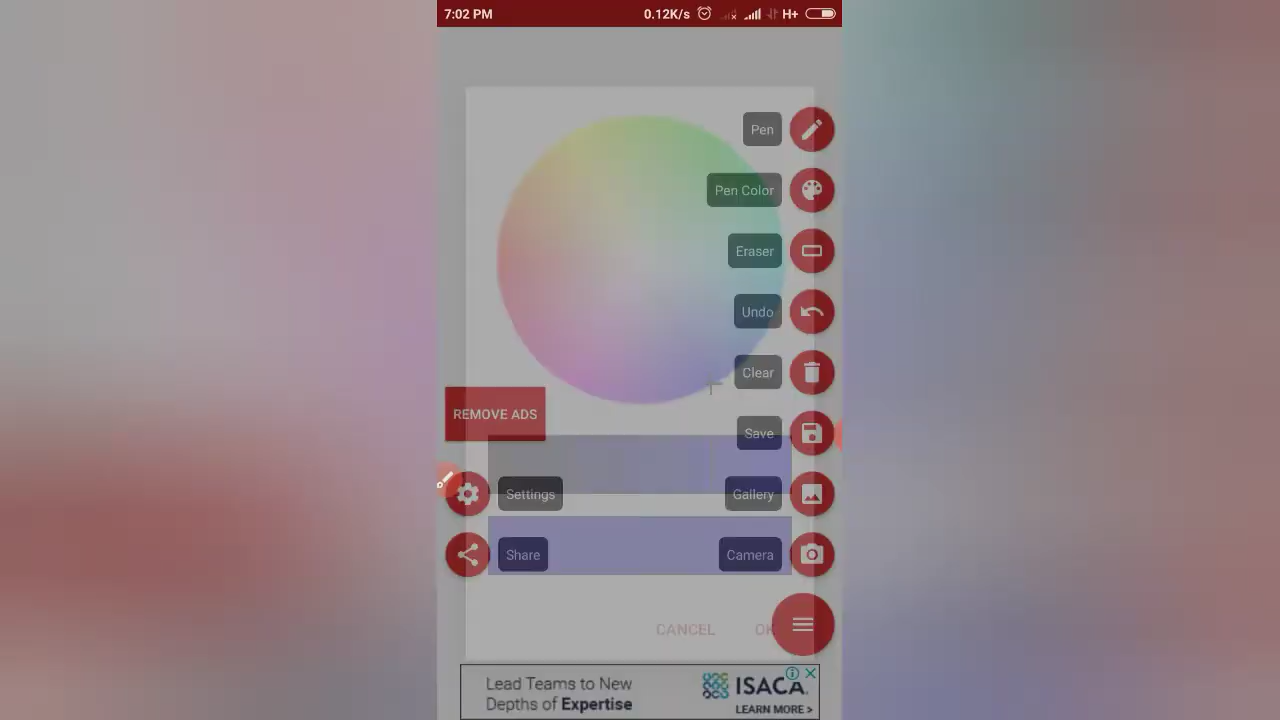 7:02 PM
0.12K/s
H+
Pen
Pen Color
Eraser
Undo
Clear
REMOVE ADS
Save
Settings
Gallery
Share
Camera
CANCEL
OK
Lead Teams to New
Depths of Expertise
ISACA.
LEARN MORE >